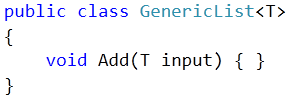 public class GenericList<T>
{
    void Add(T input) { }
}